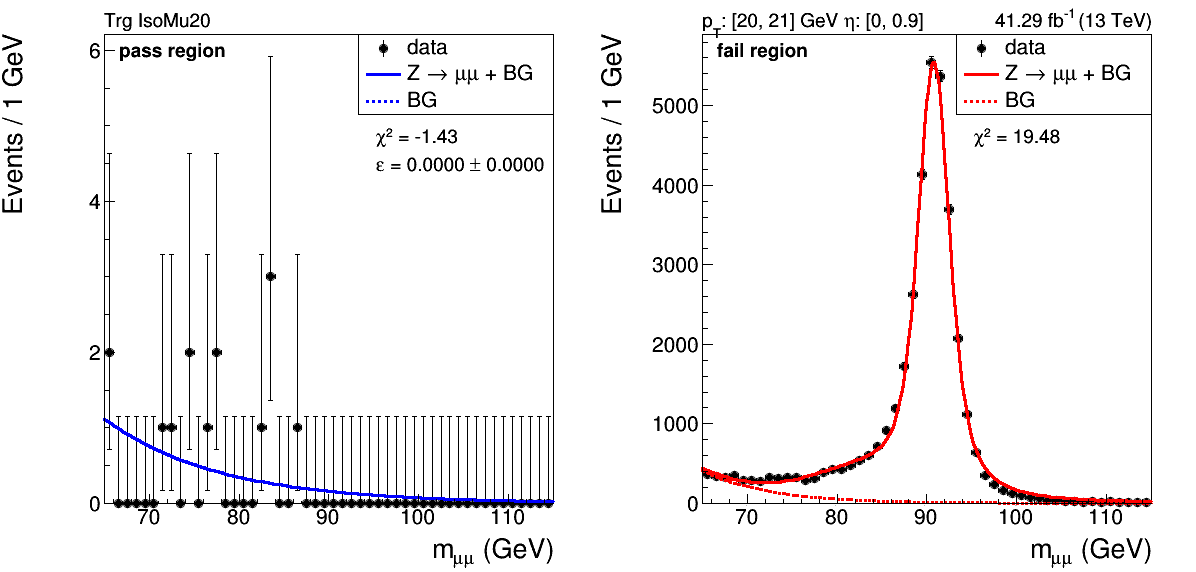 Trg IsoMu20
pass region
data
Z → μμ + BG
BG
χ² = -1.43
ε = 0.0000 ± 0.0000
Events / 1 GeV
6
4
2
0
70
80
90
100
110
mμμ (GeV)
pT: [20, 21] GeV η: [0, 0.9]
41.29 fb⁻¹ (13 TeV)
fail region
data
Z → μμ + BG
BG
χ² = 19.48
Events / 1 GeV
5000
4000
3000
2000
1000
0
70
80
90
100
110
mμμ (GeV)